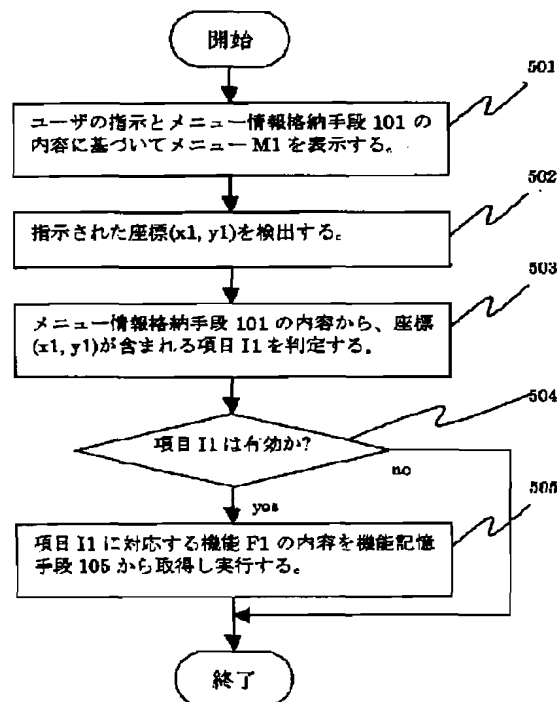 開始
501
ユーザの指示とメニュー情報格納手段 101 の
内容に基づいてメニュー M1 を表示する。
502
指示された座標(x1, y1)を検出する。
503
メニュー情報格納手段 101 の内容から、座標
(x1, y1)が含まれる項目 I1 を判定する。
504
項目 I1 は有効か?
no
yes
505
項目 I1 に対応する機能 F1 の内容を機能記憶
手段 105 から取得し実行する。
終了